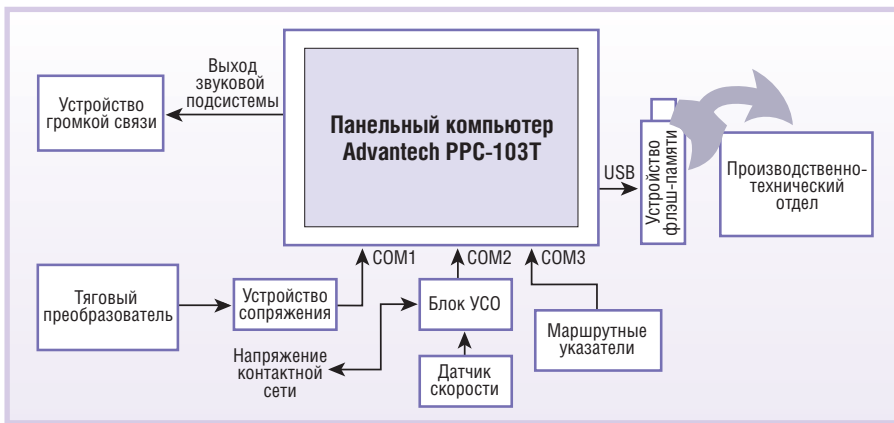 Выход
звуковой
подсистемы
Устройство
громкой связи
Панельный компьютер
Advantech PPC-103T
USB
Устройство
флэш-памяти
Производственно-
технический
отдел
COM1
COM2
COM3
Тяговый
преобразователь
Устройство
сопряжения
Блок УСО
Маршрутные
указатели
Напряжение
контактной
сети
Датчик
скорости